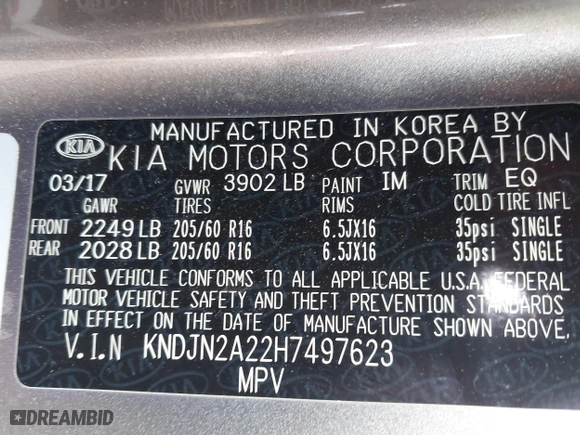 MANUFACTURED IN KOREA BY
KIA KIA MOTORS CORPORATION
03/17 GVWR 3902 LB PAINT IM TRIM EQ
GAWR TIRES RIMS COLD TIRE INFL
FRONT 2249 LB 205/60 R16 6.5JX16 35psi SINGLE
REAR 2028 LB 205/60 R16 6.5JX16 35psi SINGLE
THIS VEHICLE CONFORMS TO ALL APPLICABLE U.S.A. FEDERAL
MOTOR VEHICLE SAFETY AND THEFT PREVENTION STANDARDS
IN EFFECT ON THE DATE OF MANUFACTURE SHOWN ABOVE.
V.I.N KNDJN2A22H7497623
MPV
DREAMBID